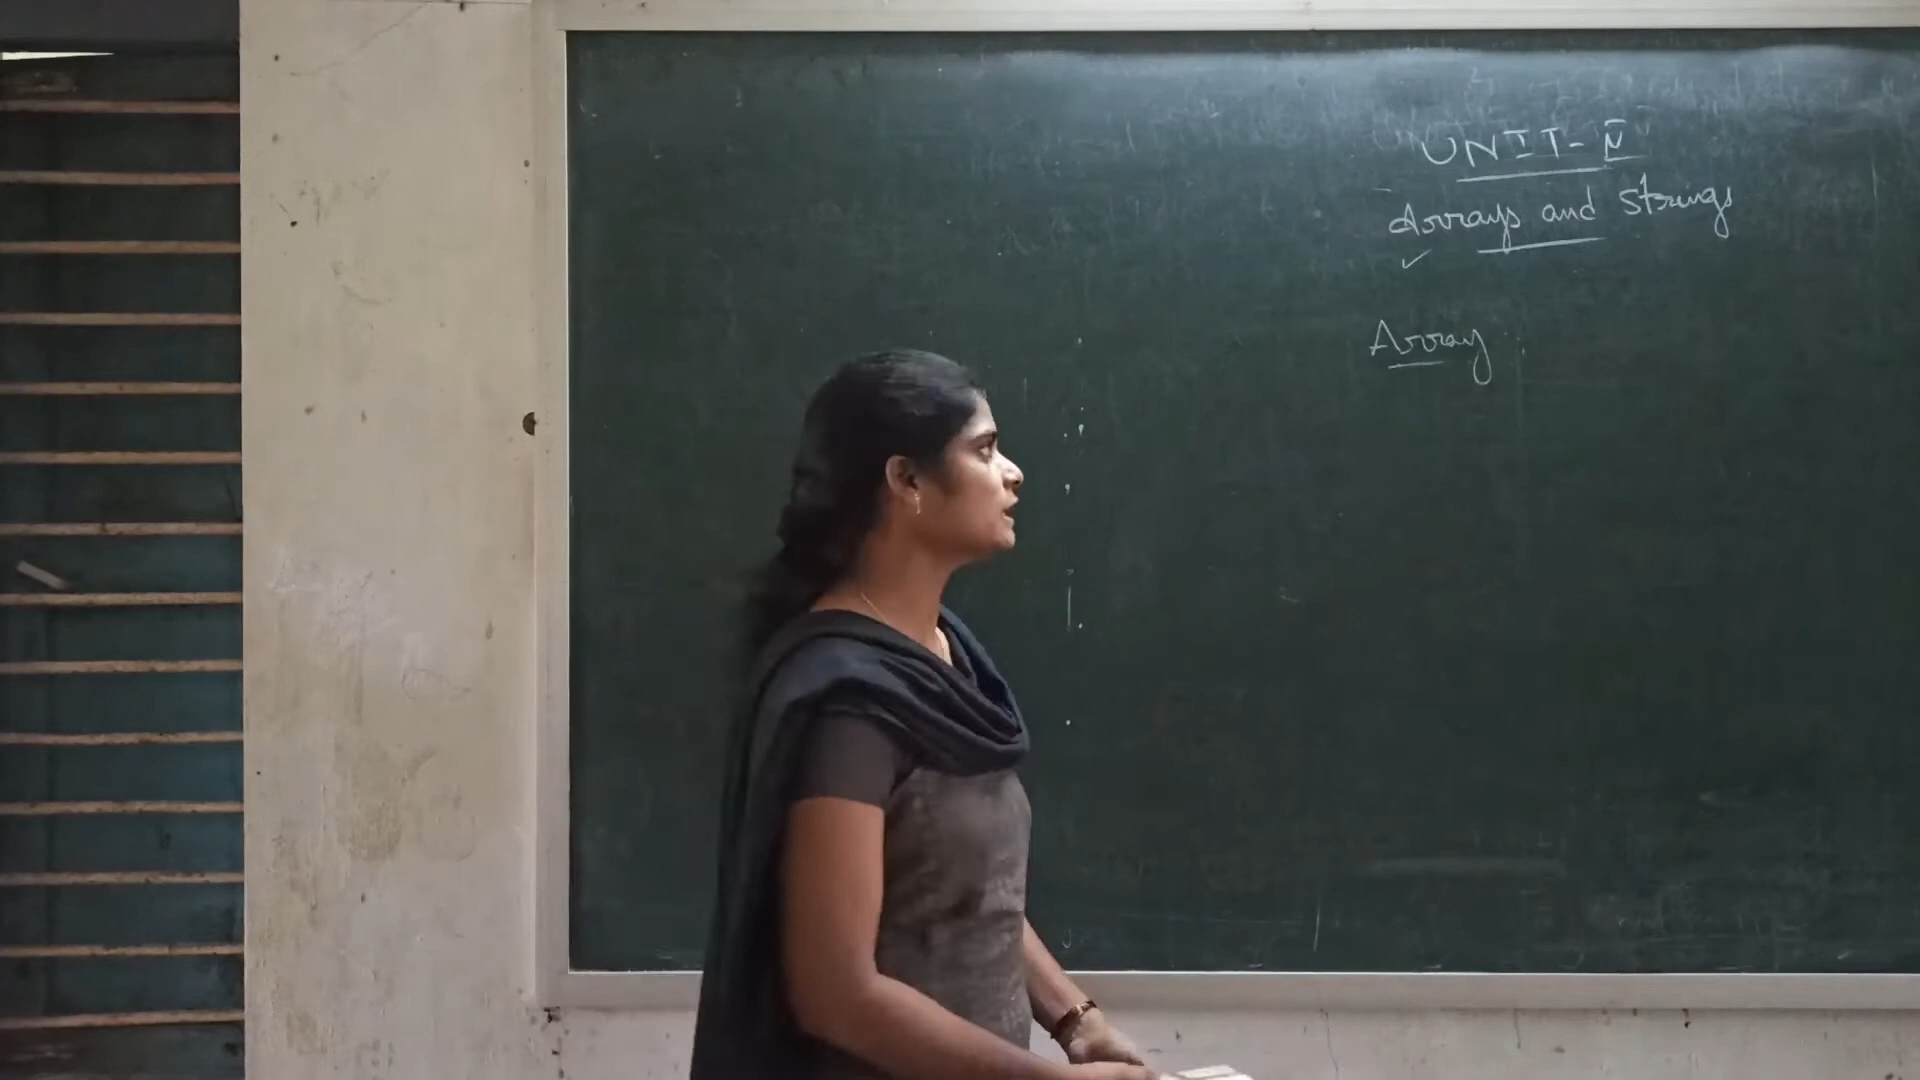 UNIT-IV
Arrays and Strings
Array :